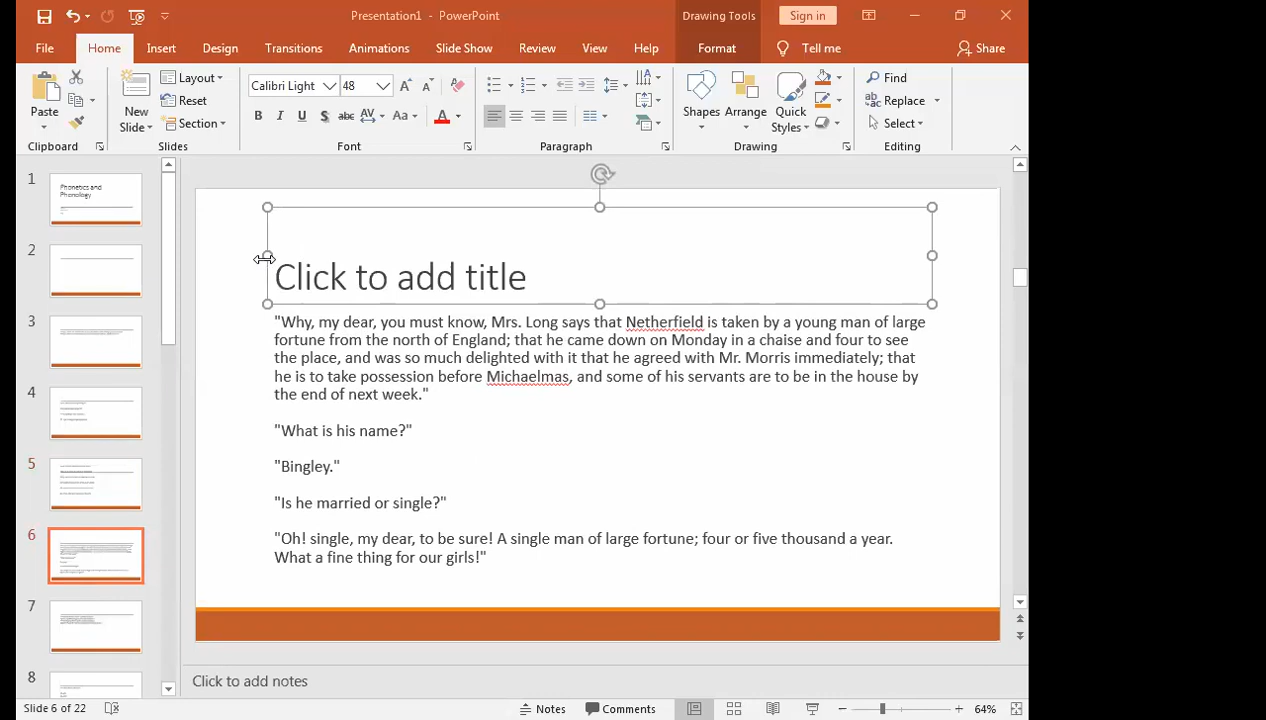 Presentation1 - PowerPoint
Drawing Tools
Sign in
File Home Insert Design Transitions Animations Slide Show Review View Help Format Tell me Share
Paste
New Slide
Layout
Reset
Section
Calibri Light 48
B I U S abc AV Aa A
Shapes
Arrange
Quick Styles
Find
Replace
Select
Clipboard Slides Font Paragraph Drawing Editing
1
Phonetics and
Phonology
2
3
4
5
6
7
8
Click to add title
"Why, my dear, you must know, Mrs. Long says that Netherfield is taken by a young man of large
fortune from the north of England; that he came down on Monday in a chaise and four to see
the place, and was so much delighted with it that he agreed with Mr. Morris immediately; that
he is to take possession before Michaelmas, and some of his servants are to be in the house by
the end of next week."
"What is his name?"
"Bingley."
"Is he married or single?"
"Oh! single, my dear, to be sure! A single man of large fortune; four or five thousand a year.
What a fine thing for our girls!"
Click to add notes
Slide 6 of 22
Notes
Comments
64%